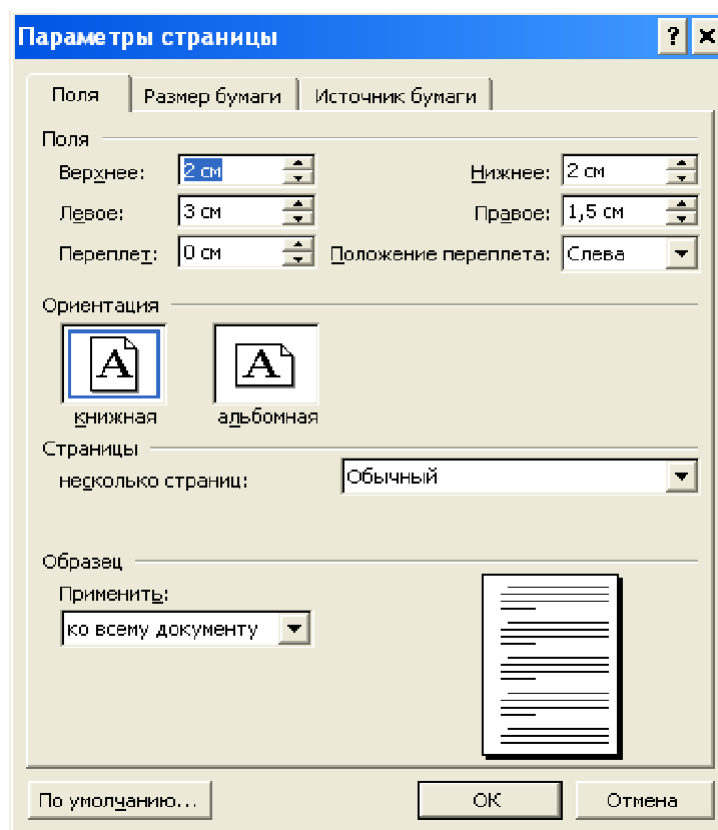 Параметры страницы ? ×
Поля Размер бумаги Источник бумаги
Поля
Верхнее: 2 см Нижнее: 2 см
Левое: 3 см Правое: 1,5 см
Переплет: 0 см Положение переплета: Слева
Ориентация
A A
книжная альбомная
Страницы
несколько страниц: Обычный
Образец
Применить:
ко всему документу
По умолчанию... ОК Отмена